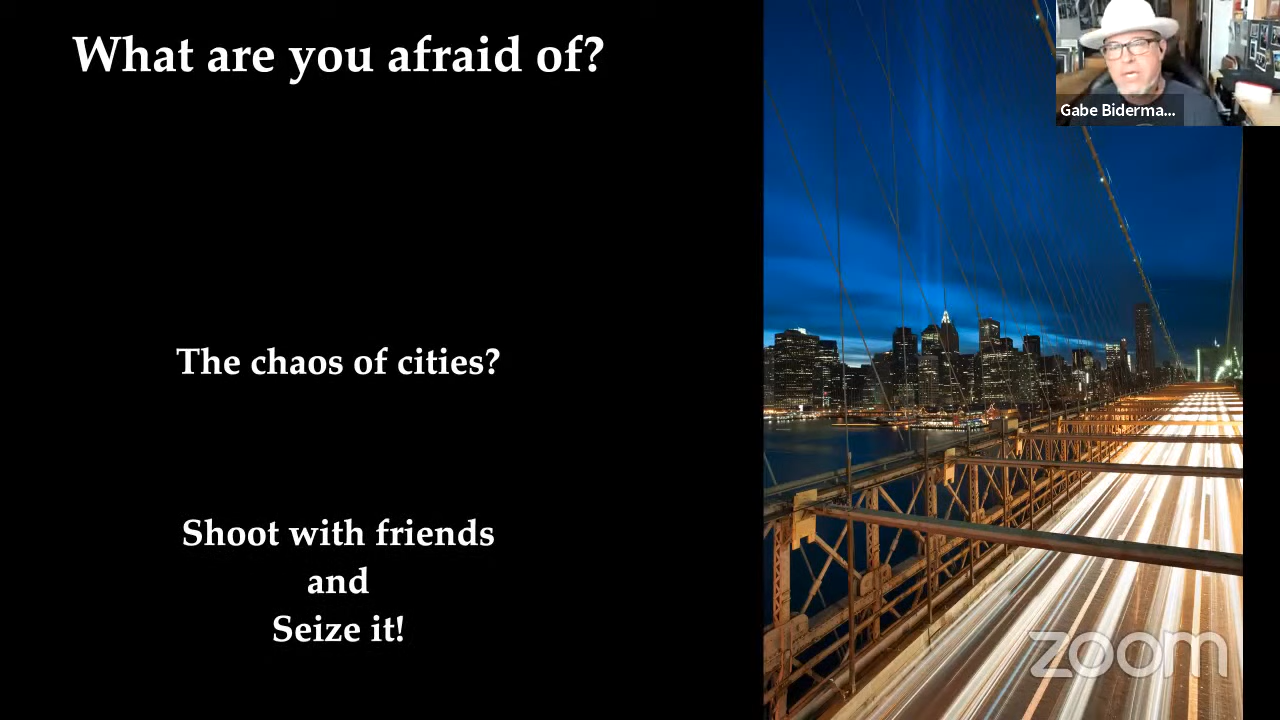 What are you afraid of?
Gabe Biderma...
The chaos of cities?
Shoot with friends
and
Seize it!
zoom